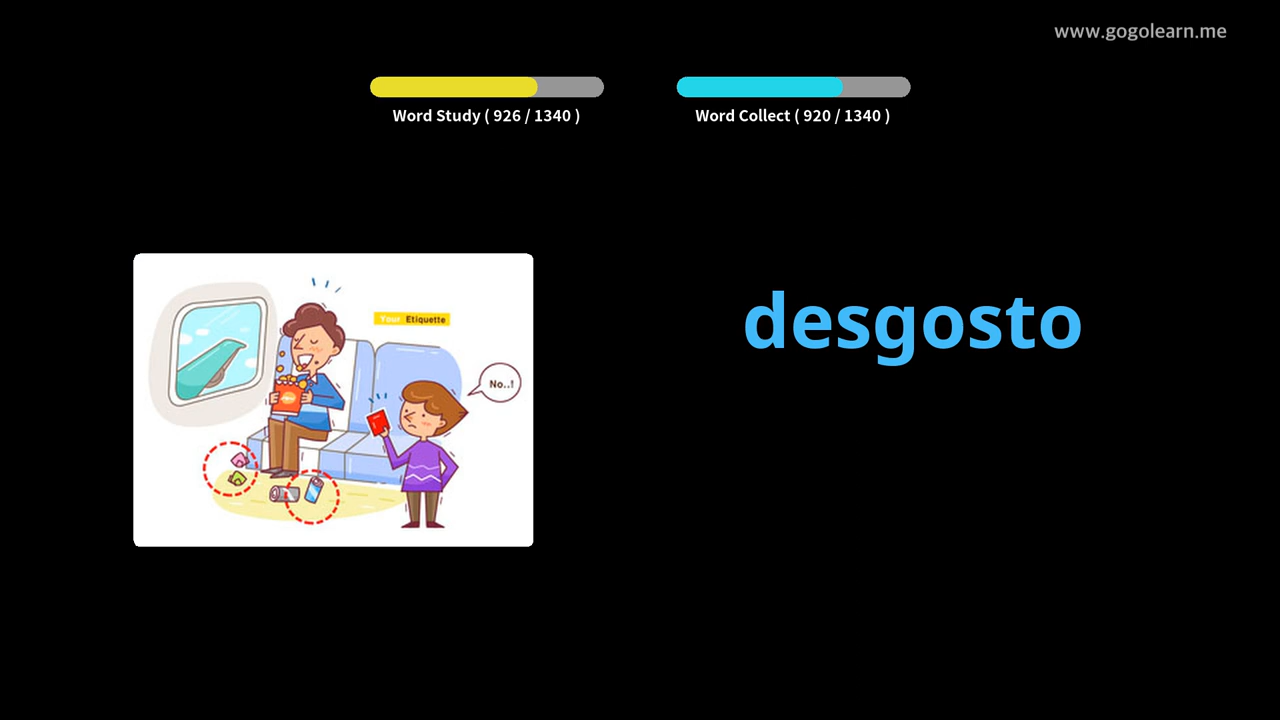 www.gogolearn.me
Word Study ( 926 / 1340 )
Word Collect ( 920 / 1340 )
Your Etiquette
No..!
desgosto